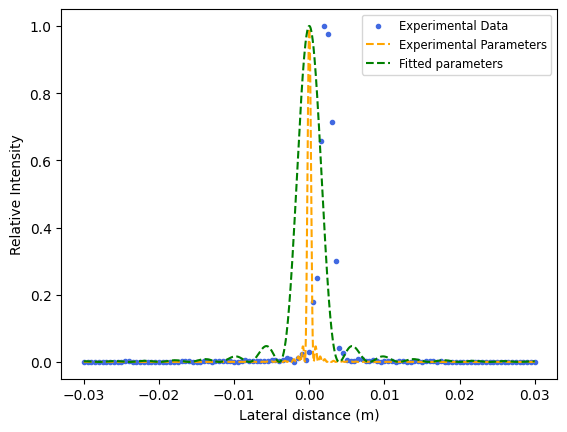 Experimental Data
Experimental Parameters
Fitted parameters
Relative Intensity
1.0
0.8
0.6
0.4
0.2
0.0
−0.03 −0.02 −0.01 0.00 0.01 0.02 0.03
Lateral distance (m)